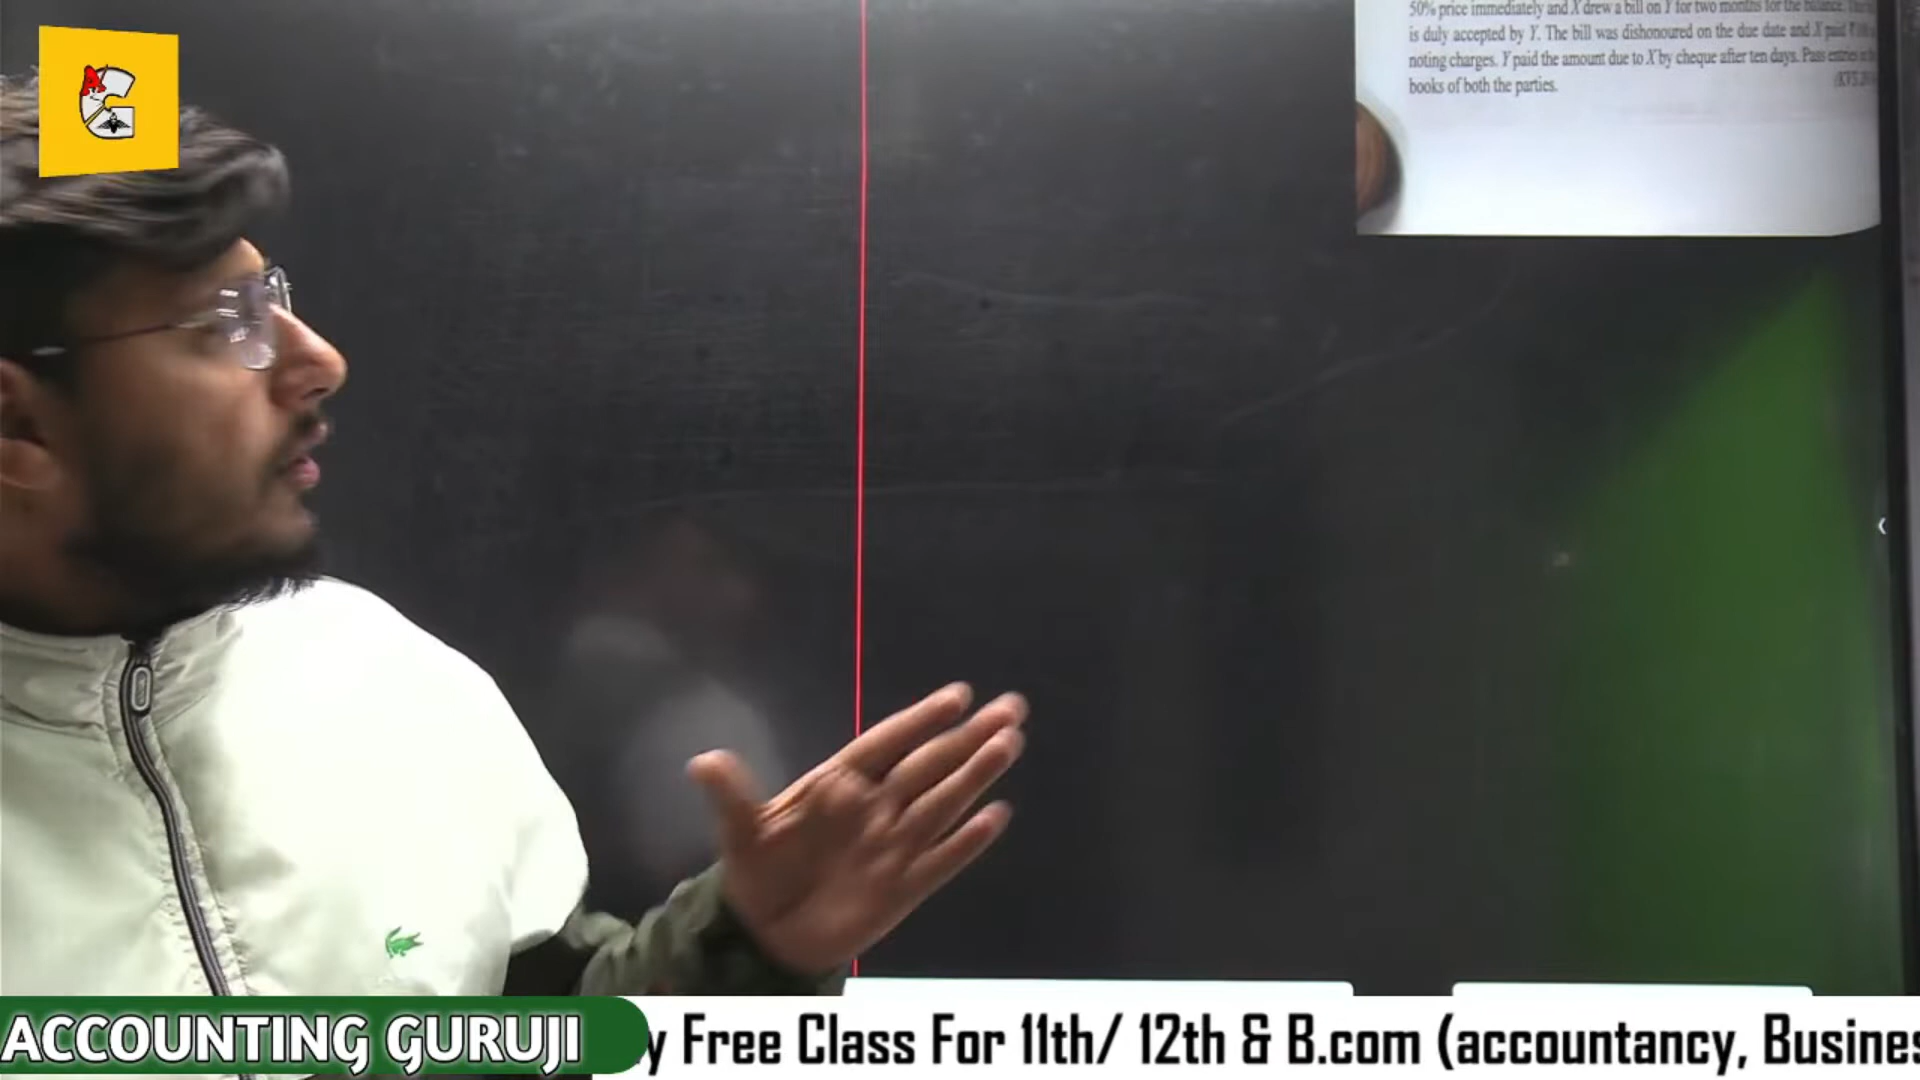 50% price immediately and X drew a bill on Y for two months for the balance.
is duly accepted by Y. The bill was dishonoured on the due date and X paid
noting charges. Y paid the amount due to X by cheque after ten days. Pass entries
books of both the parties.
(KVS
A
G
ACCOUNTING GURUJI
y Free Class For 11th/ 12th & B.com (accountancy, Busines